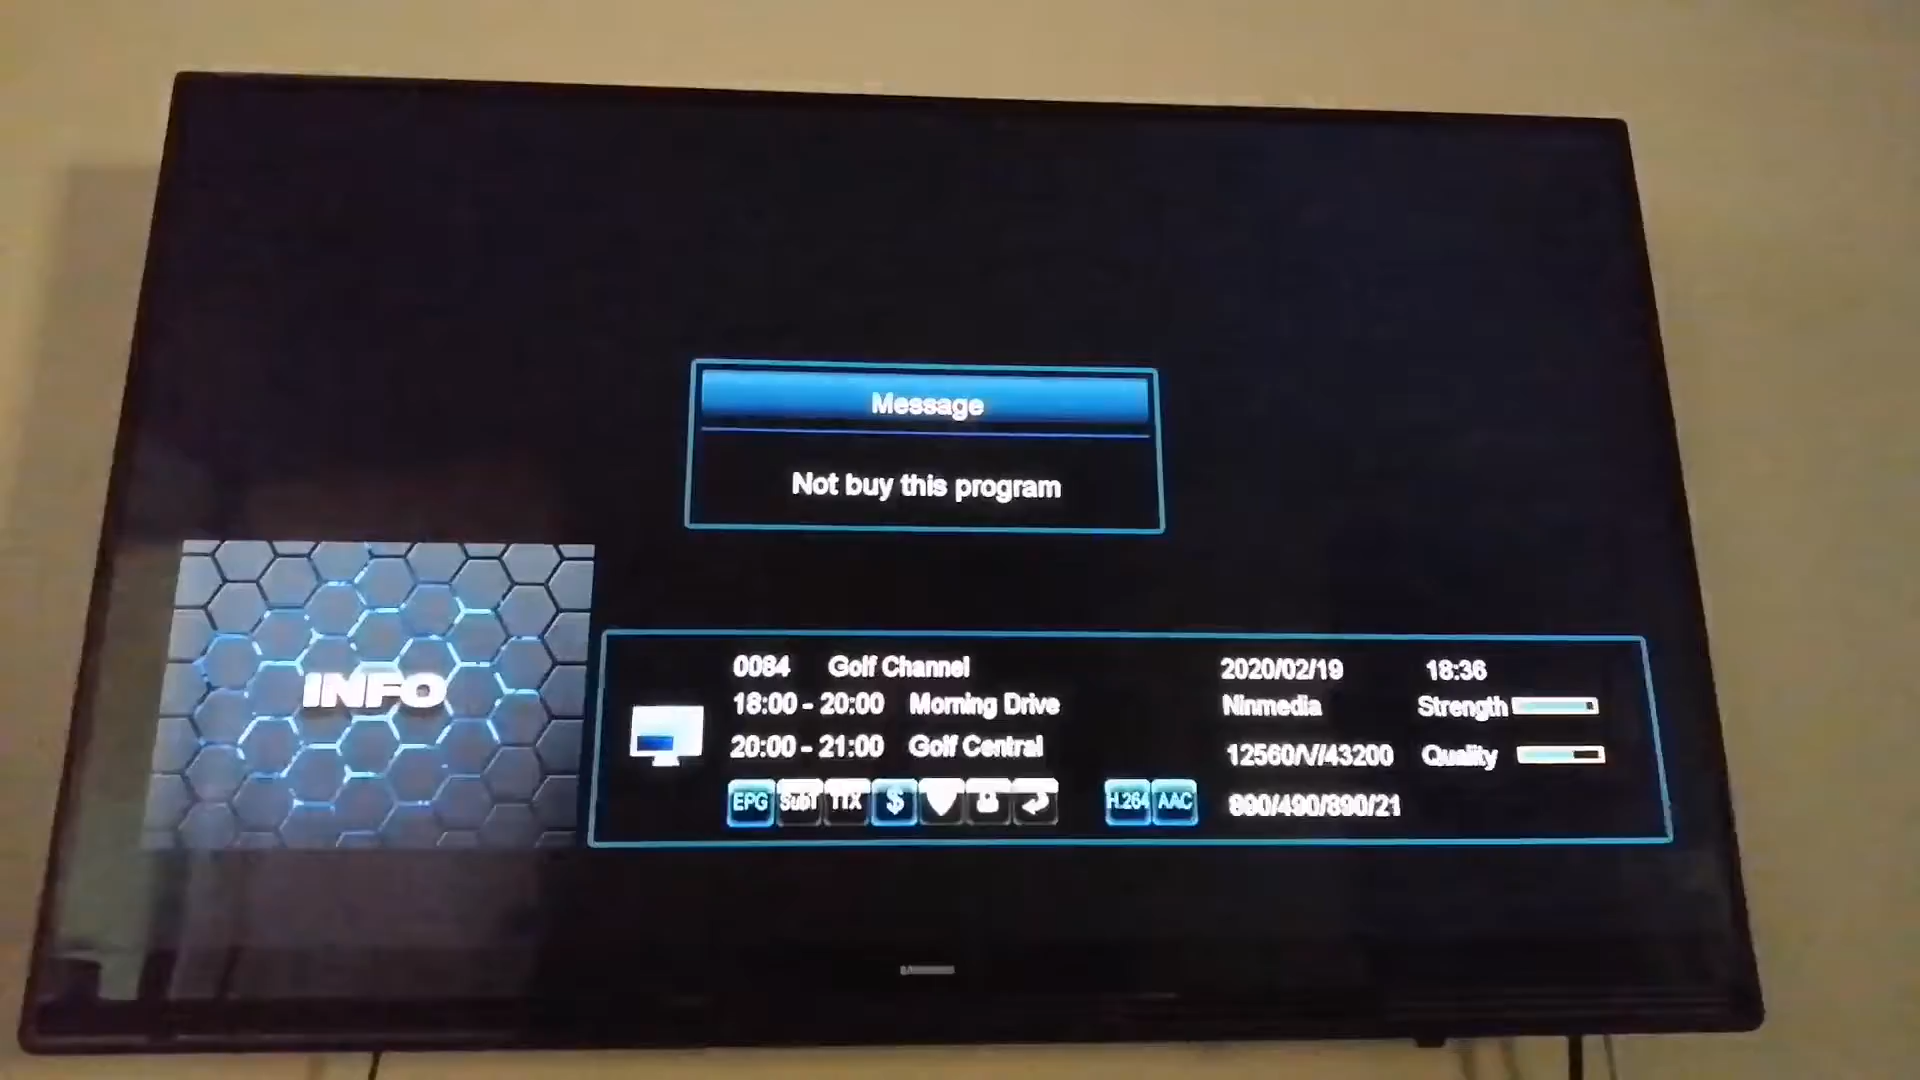 Message
Not buy this program
INFO
0084 Golf Channel 2020/02/19 18:36
18:00 - 20:00 Morning Drive Ninmedia Strength
20:00 - 21:00 Golf Central 12560/V//43200 Quality
EPG SubT TTX $ H.264 AAC 890/490/890/21